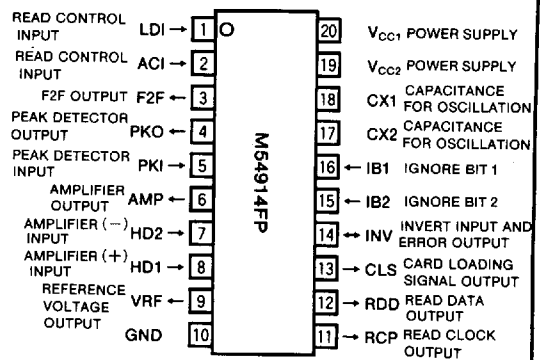 READ CONTROL
INPUT LDI → 1
READ CONTROL
INPUT ACI → 2
F2F OUTPUT F2F ← 3
PEAK DETECTOR
OUTPUT PKO ← 4
PEAK DETECTOR
INPUT PKI → 5
AMPLIFIER
OUTPUT AMP ← 6
AMPLIFIER (−)
INPUT HD2 → 7
AMPLIFIER (+)
INPUT HD1 → 8
REFERENCE
VOLTAGE
OUTPUT VRF ← 9
GND 10
M54914FP
20 VCC1 POWER SUPPLY
19 VCC2 POWER SUPPLY
18 CX1 CAPACITANCE
FOR OSCILLATION
17 CX2 CAPACITANCE
FOR OSCILLATION
16 ← IB1 IGNORE BIT 1
15 ← IB2 IGNORE BIT 2
14 ↔ INV INVERT INPUT AND
ERROR OUTPUT
13 → CLS CARD LOADING
SIGNAL OUTPUT
12 → RDD READ DATA
OUTPUT
11 → RCP READ CLOCK
OUTPUT